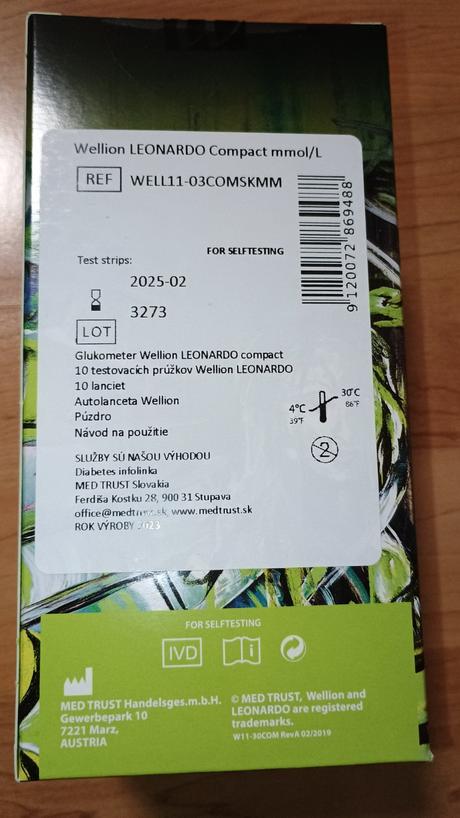 Wellion LEONARDO Compact mmol/L
REF WELL11-03COMSKMM
9 120072 869488
FOR SELFTESTING
Test strips:
2025-02
3273
LOT
Glukometer Wellion LEONARDO compact
10 testovacích prúžkov Wellion LEONARDO
10 lanciet
Autolanceta Wellion
Púzdro
Návod na použitie
4°C
39°F
30°C
86°F
2
SLUŽBY SÚ NAŠOU VÝHODOU
Diabetes infolinka
MED TRUST Slovakia
Ferdiša Kostku 28, 900 31 Stupava
office@medtrust.sk, www.medtrust.sk
ROK VÝROBY 2023
FOR SELFTESTING
IVD
i
MED TRUST Handelsges.m.b.H.
Gewerbepark 10
7221 Marz,
AUSTRIA
© MED TRUST, Wellion and
LEONARDO are registered
trademarks.
W11-30COM RevA 02/2019